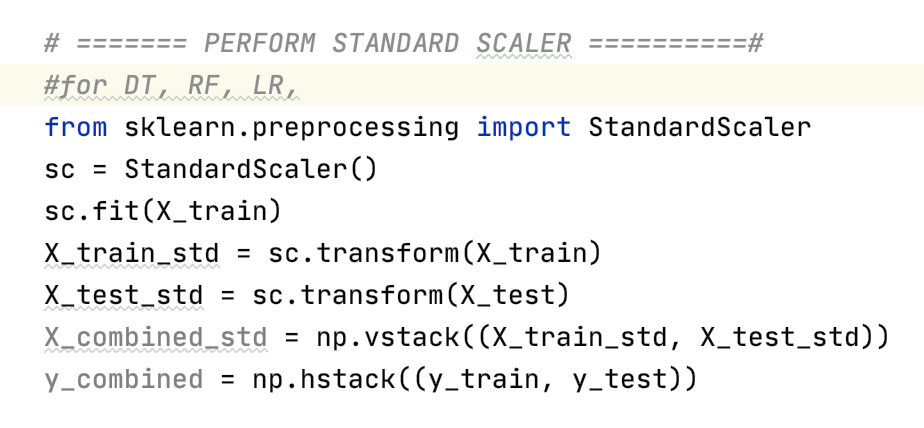 # ======= PERFORM STANDARD SCALER ==========#
#for DT, RF, LR,
from sklearn.preprocessing import StandardScaler
sc = StandardScaler()
sc.fit(X_train)
X_train_std = sc.transform(X_train)
X_test_std = sc.transform(X_test)
X_combined_std = np.vstack((X_train_std, X_test_std))
y_combined = np.hstack((y_train, y_test))